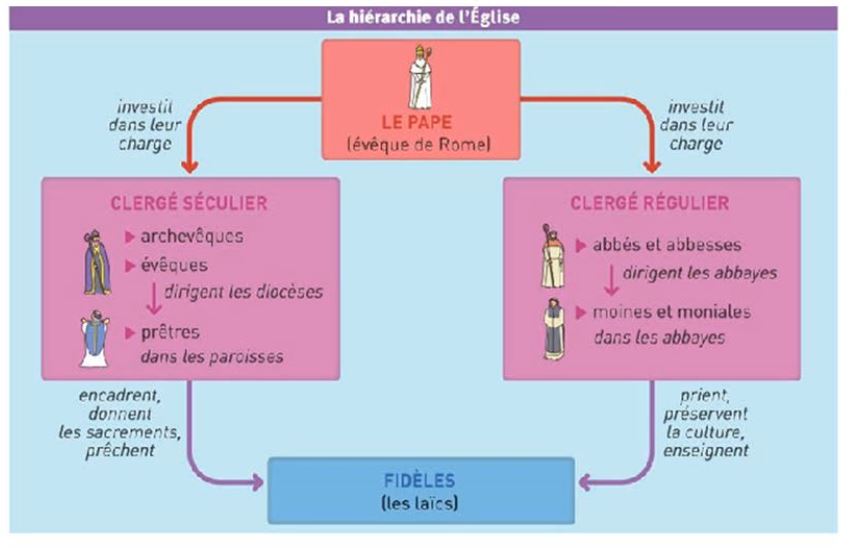 La hiérarchie de l'Église
LE PAPE
(évêque de Rome)
investit
dans leur
charge
investit
dans leur
charge
CLERGÉ SÉCULIER
archevêques
évêques
dirigent les diocèses
prêtres
dans les paroisses
CLERGÉ RÉGULIER
abbés et abbesses
dirigent les abbayes
moines et moniales
dans les abbayes
encadrent,
donnent
les sacrements,
prêchent
prient,
préservent
la culture,
enseignent
FIDÈLES
(les laïcs)